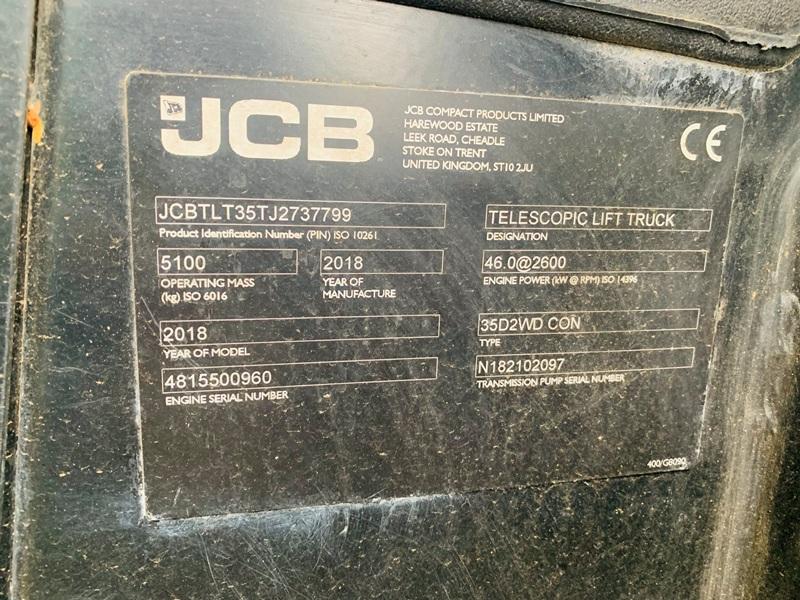 JCB
JCB COMPACT PRODUCTS LIMITED
HAREWOOD ESTATE
LEEK ROAD, CHEADLE
STOKE ON TRENT
UNITED KINGDOM, ST10 2JU
CE
JCBTLT35TJ2737799
Product Identification Number (PIN) ISO 10261
TELESCOPIC LIFT TRUCK
DESIGNATION
5100
OPERATING MASS
(kg) ISO 6016
2018
YEAR OF
MANUFACTURE
46.0@2600
ENGINE POWER (kW @ RPM) ISO 14396
2018
YEAR OF MODEL
35D2WD CON
TYPE
4815500960
ENGINE SERIAL NUMBER
N182102097
TRANSMISSION PUMP SERIAL NUMBER
400/G8090